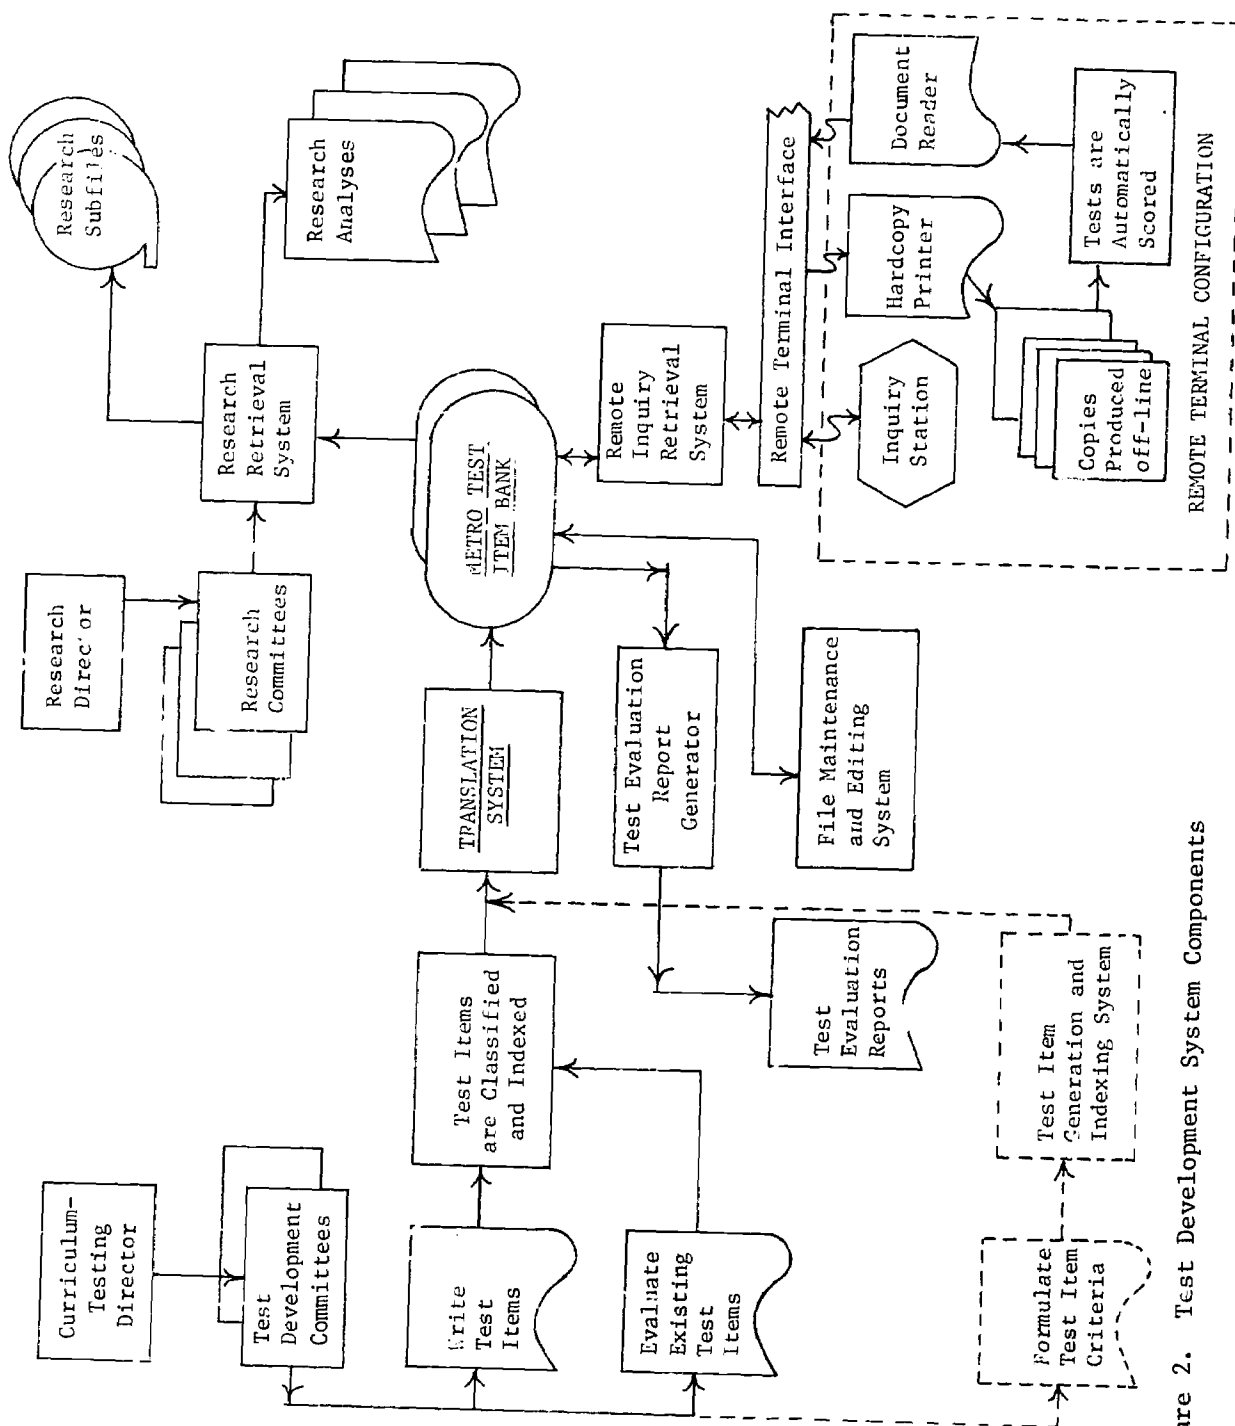 Curriculum-
Testing
Director
Test
Development
Committees
Write
Test
Items
Evaluate
Existing
Test
Items
Formulate
Test Item
Criteria
Test Items
are Classified
and Indexed
Test Item
Generation and
Indexing System
TRANSLATION
SYSTEM
Test Evaluation
Report
Generator
Test
Evaluation
Reports
File Maintenance
and Editing
System
METRO TEST
ITEM BANK
Research
Director
Research
Committees
Research
Retrieval
System
Research
Subfiles
Research
Analyses
Remote
Inquiry
Retrieval
System
Remote Terminal Interface
Inquiry
Station
Hardcopy
Printer
Document
Reader
Copies
Produced
off-line
Tests are
Automatically
Scored
REMOTE TERMINAL CONFIGURATION
ure 2. Test Development System Components